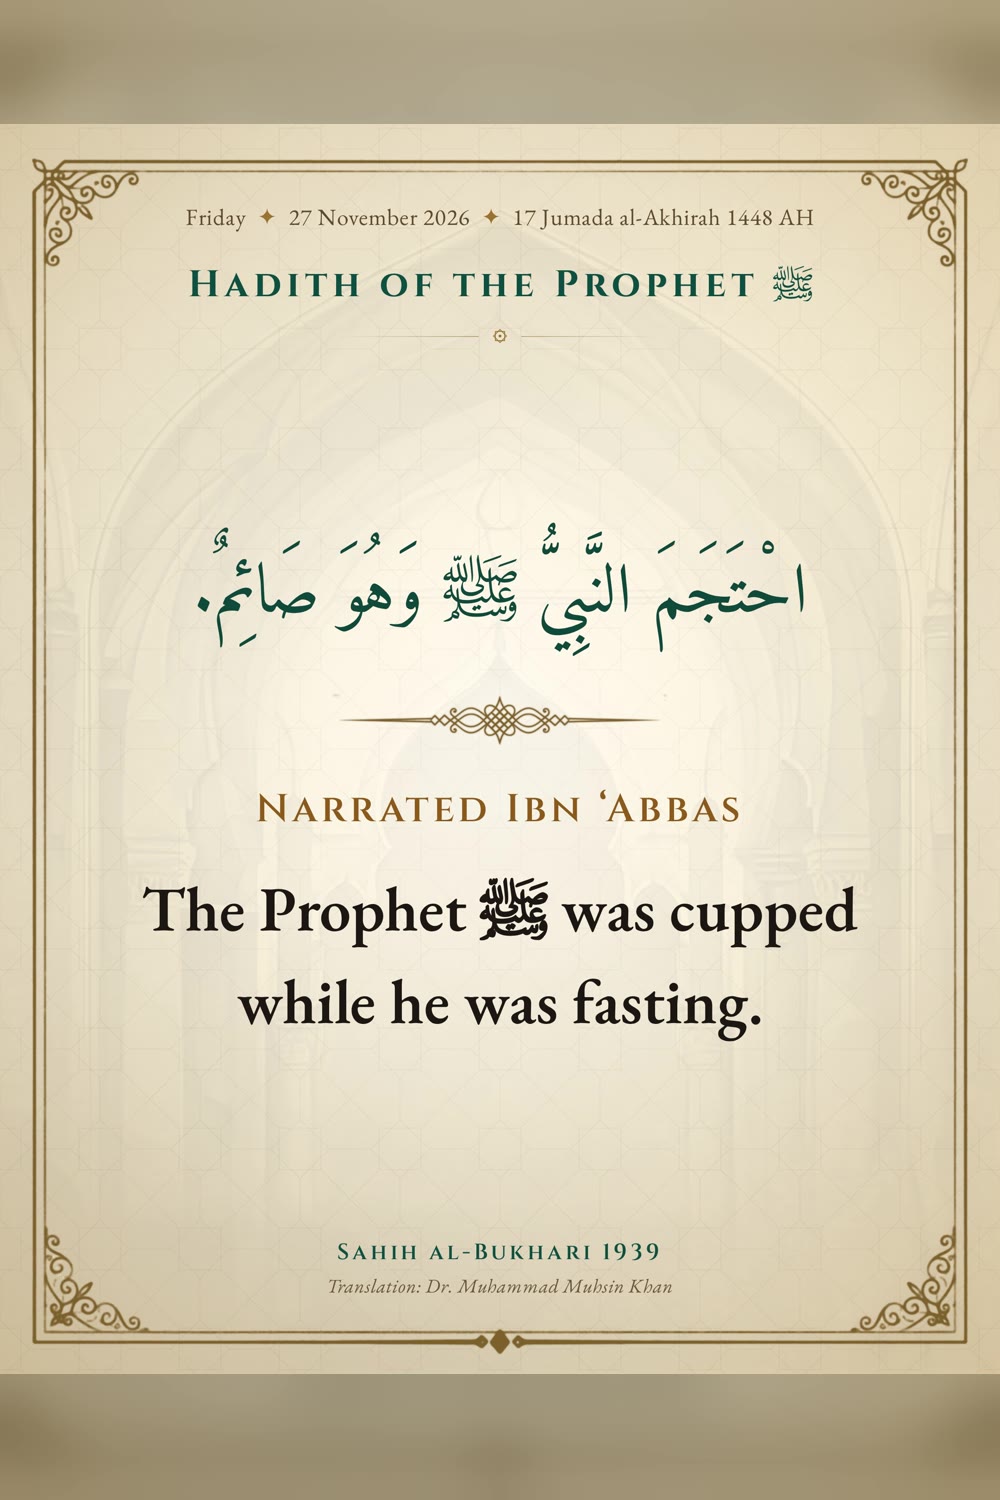 Friday ✦ 27 November 2026 ✦ 17 Jumada al-Akhirah 1448 AH
Hadith of the Prophet ﷺ
احْتَجَمَ النَّبِيُّ ﷺ وَهُوَ صَائِمٌ.
Narrated Ibn ‘Abbas
The Prophet ﷺ was cupped
while he was fasting.
Sahih al-Bukhari 1939
Translation: Dr. Muhammad Muhsin Khan